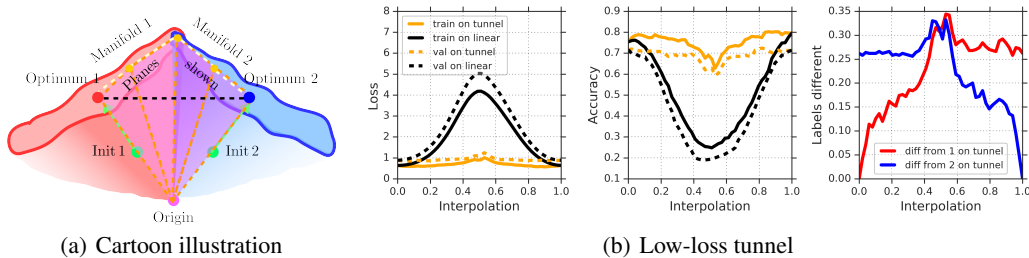 Manifold 1
Manifold 2
Optimum 1
Planes
shown
Optimum 2
Init 1
Init 2
Origin
(a) Cartoon illustration
8
7
6
5
4
3
2
1
0
Loss
train on tunnel
train on linear
val on tunnel
val on linear
0.0 0.2 0.4 0.6 0.8 1.0
Interpolation
0.9
0.8
0.7
0.6
0.5
0.4
0.3
0.2
0.1
Accuracy
0.0 0.2 0.4 0.6 0.8 1.0
Interpolation
0.35
0.30
0.25
0.20
0.15
0.10
0.05
0.00
Labels different
diff from 1 on tunnel
diff from 2 on tunnel
0.0 0.2 0.4 0.6 0.8 1.0
Interpolation
(b) Low-loss tunnel